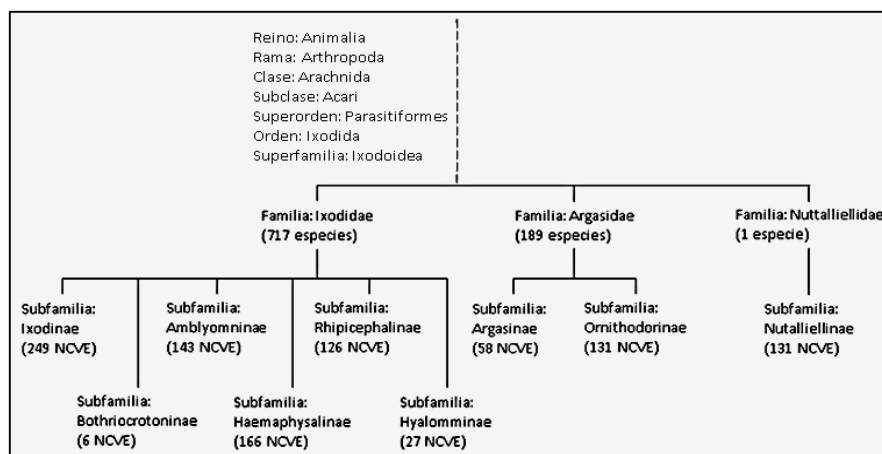 Reino: Animalia
Rama: Arthropoda
Clase: Arachnida
Subclase: Acari
Superorden: Parasitiformes
Orden: Ixodida
Superfamilia: Ixodoidea
Familia: Ixodidae
(717 especies)
Familia: Argasidae
(189 especies)
Familia: Nuttalliellidae
(1 especie)
Subfamilia:
Ixodinae
(249 NCVE)
Subfamilia:
Amblyomninae
(143 NCVE)
Subfamilia:
Rhipicephalinae
(126 NCVE)
Subfamilia:
Argasinae
(58 NCVE)
Subfamilia:
Ornithodorinae
(131 NCVE)
Subfamilia:
Nutalliellinae
(131 NCVE)
Subfamilia:
Bothriocrotoninae
(6 NCVE)
Subfamilia:
Haemaphysalinae
(166 NCVE)
Subfamilia:
Hyalomminae
(27 NCVE)